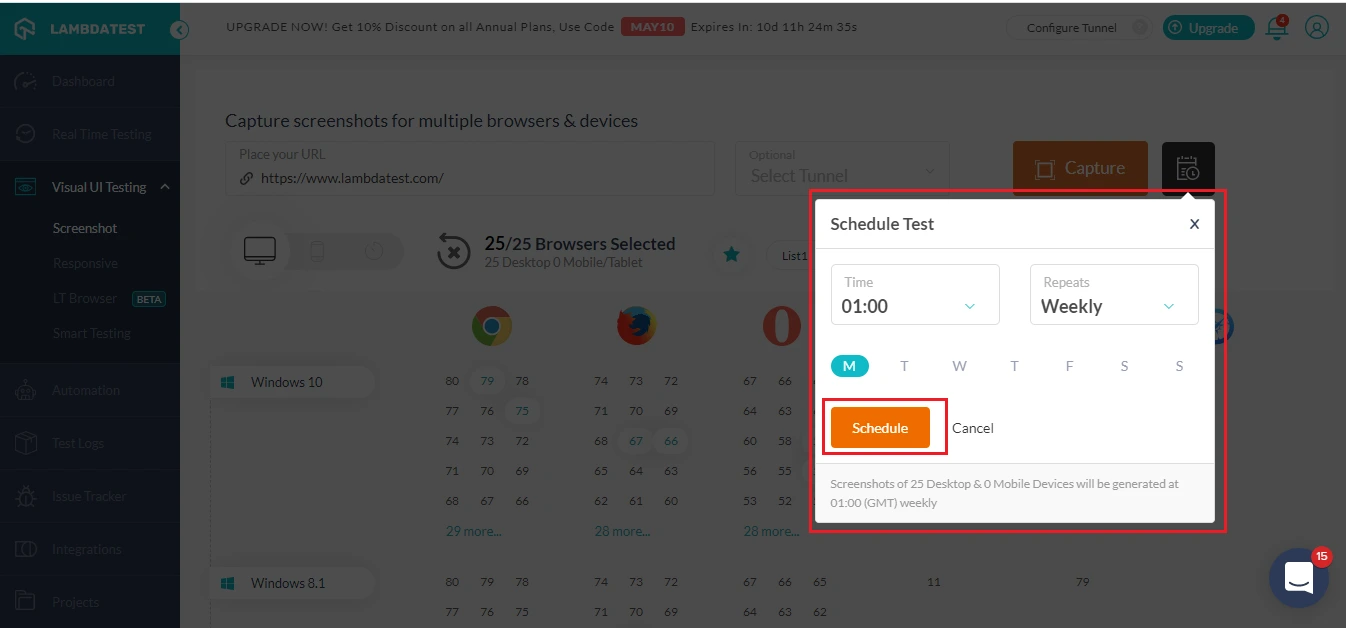 LAMBDATEST
UPGRADE NOW! Get 10% Discount on all Annual Plans, Use Code MAY10 Expires In: 10d 11h 24m 35s
Configure Tunnel
Upgrade
4
Dashboard
Real Time Testing
Visual UI Testing
Screenshot
Responsive
LT Browser BETA
Smart Testing
Automation
Test Logs
Issue Tracker
Integrations
Projects
Capture screenshots for multiple browsers & devices
Place your URL
https://www.lambdatest.com/
Optional
Select Tunnel
Capture
25/25 Browsers Selected
25 Desktop 0 Mobile/Tablet
List1
Schedule Test X
Time
01:00
Repeats
Weekly
M T W T F S S
Schedule Cancel
Screenshots of 25 Desktop & 0 Mobile Devices will be generated at
01:00 (GMT) weekly
Windows 10 80 79 78 74 73 72 67 66
77 76 75 71 70 69 64 63
74 73 72 68 67 66 60 58
71 70 69 65 64 63 56 55
68 67 66 62 61 60 53 52
29 more... 28 more... 28 more...
Windows 8.1 80 79 78 74 73 72 67 66 65 11 79
77 76 75 71 70 69 64 63 62
15